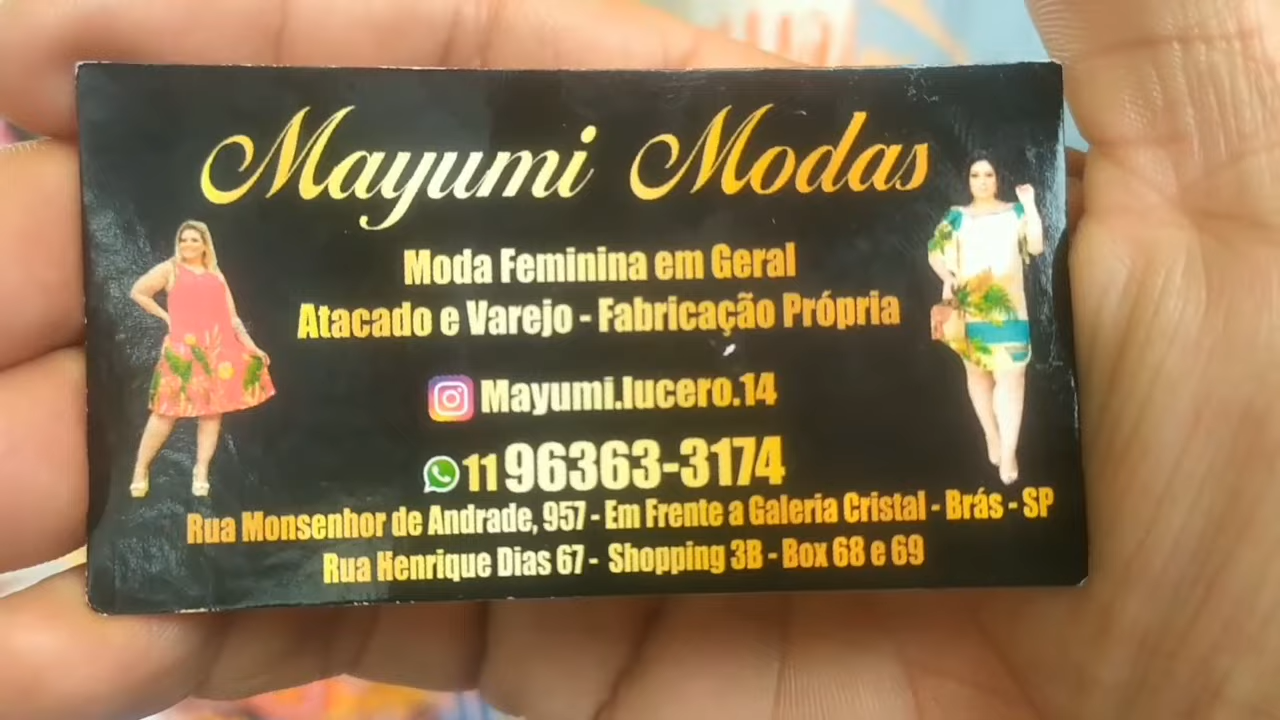 Mayumi Modas
Moda Feminina em Geral
Atacado e Varejo - Fabricação Própria
Mayumi.lucero.14
11 96363-3174
Rua Monsenhor de Andrade, 957 - Em Frente a Galeria Cristal - Brás - SP
Rua Henrique Dias 67 - Shopping 3B - Box 68 e 69